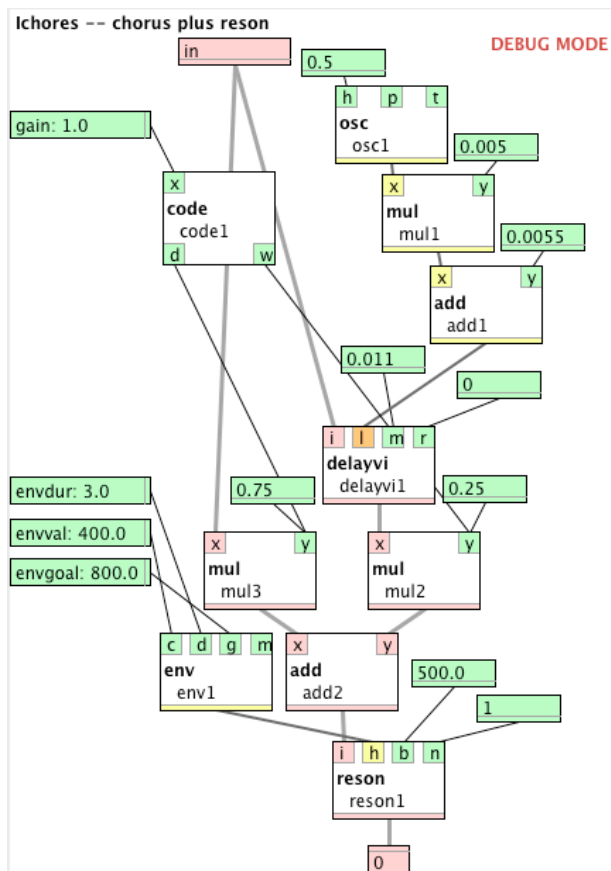 Ichores -- chorus plus reson
in
DEBUG MODE
0.5
h p t
osc
osc1
gain: 1.0
0.005
x
code
code1
d w
x y
mul
mul1
0.0055
x y
add
add1
0.011
0
i l m r
delayvi
delayvi1
envdur: 3.0
0.75
0.25
envval: 400.0
x y
mul
mul3
x y
mul
mul2
envgoal: 800.0
c d g m
env
env1
x y
add
add2
500.0
1
i h b n
reson
reson1
0